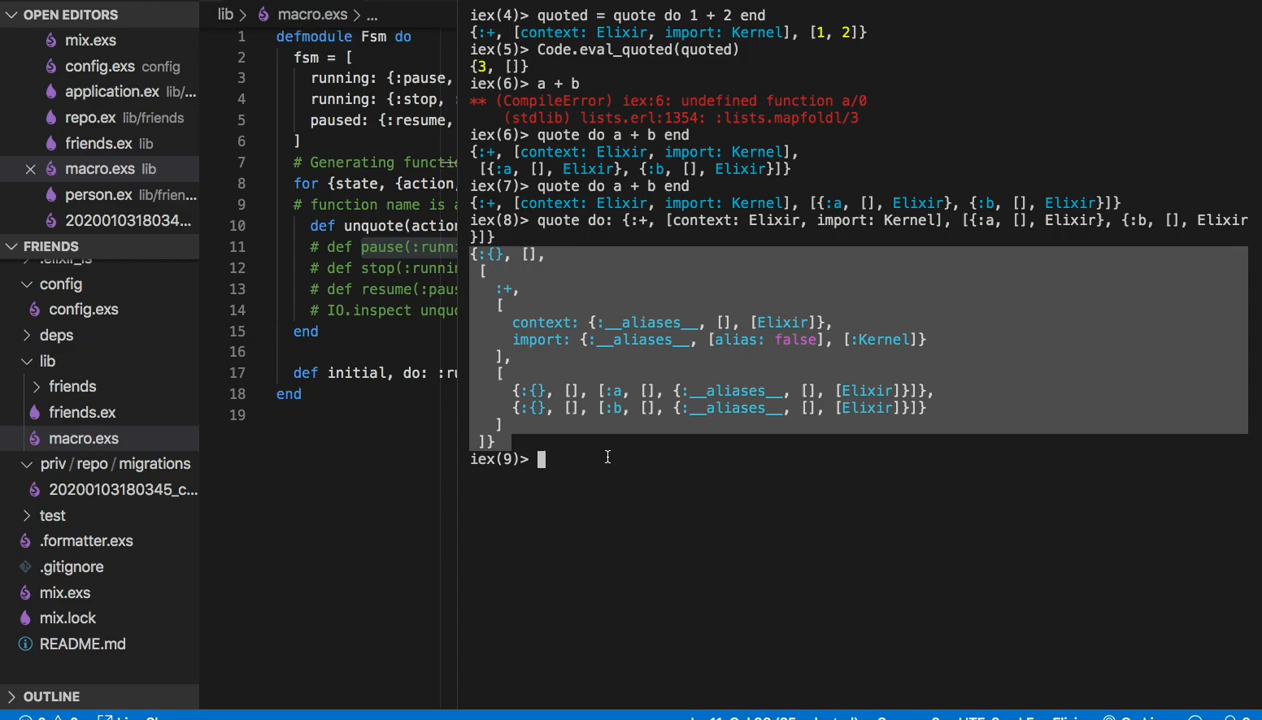 OPEN EDITORS
mix.exs
config.exs config
application.ex lib/...
repo.ex lib/friends
friends.ex lib
macro.exs lib
person.ex lib/frien...
2020010318034...
FRIENDS
config
config.exs
deps
lib
friends
friends.ex
macro.exs
priv / repo / migrations
20200103180345_c...
test
.formatter.exs
.gitignore
mix.exs
mix.lock
README.md
OUTLINE
lib > macro.exs > ...
1 defmodule Fsm do
2 fsm = [
3 running: {:pause,
4 running: {:stop, :
5 paused: {:resume,
6 ]
7 # Generating functi
8 for {state, {action,
9 # function name is a
10 def unquote(action
11 # def pause(:runni
12 # def stop(:runnin
13 # def resume(:paus
14 # IO.inspect unquo
15 end
16
17 def initial, do: :ru
18 end
19
iex(4)> quoted = quote do 1 + 2 end
{:+, [context: Elixir, import: Kernel], [1, 2]}
iex(5)> Code.eval_quoted(quoted)
{3, []}
iex(6)> a + b
** (CompileError) iex:6: undefined function a/0
(stdlib) lists.erl:1354: :lists.mapfoldl/3
iex(6)> quote do a + b end
{:+, [context: Elixir, import: Kernel],
[{:a, [], Elixir}, {:b, [], Elixir}]}
iex(7)> quote do a + b end
{:+, [context: Elixir, import: Kernel], [{:a, [], Elixir}, {:b, [], Elixir}]}
iex(8)> quote do: {:+, [context: Elixir, import: Kernel], [{:a, [], Elixir}, {:b, [], Elixir
}]}
{:{}, [],
[
:+,
[
context: {:__aliases__, [], [Elixir]},
import: {:__aliases__, [alias: false], [:Kernel]}
],
[
{:{}, [], [:a, [], {:__aliases__, [], [Elixir]}]},
{:{}, [], [:b, [], {:__aliases__, [], [Elixir]}]}
]
]}
iex(9)>